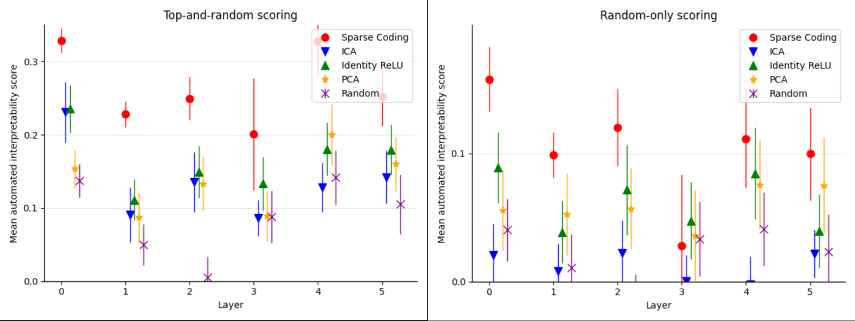 Top-and-random scoring
Mean automated interpretability score
0.3
0.2
0.1
0.0
0 1 2 3 4 5
Layer
Sparse Coding
ICA
Identity ReLU
PCA
Random
Random-only scoring
Mean automated interpretability score
0.1
0.0
0 1 2 3 4 5
Layer
Sparse Coding
ICA
Identity ReLU
PCA
Random